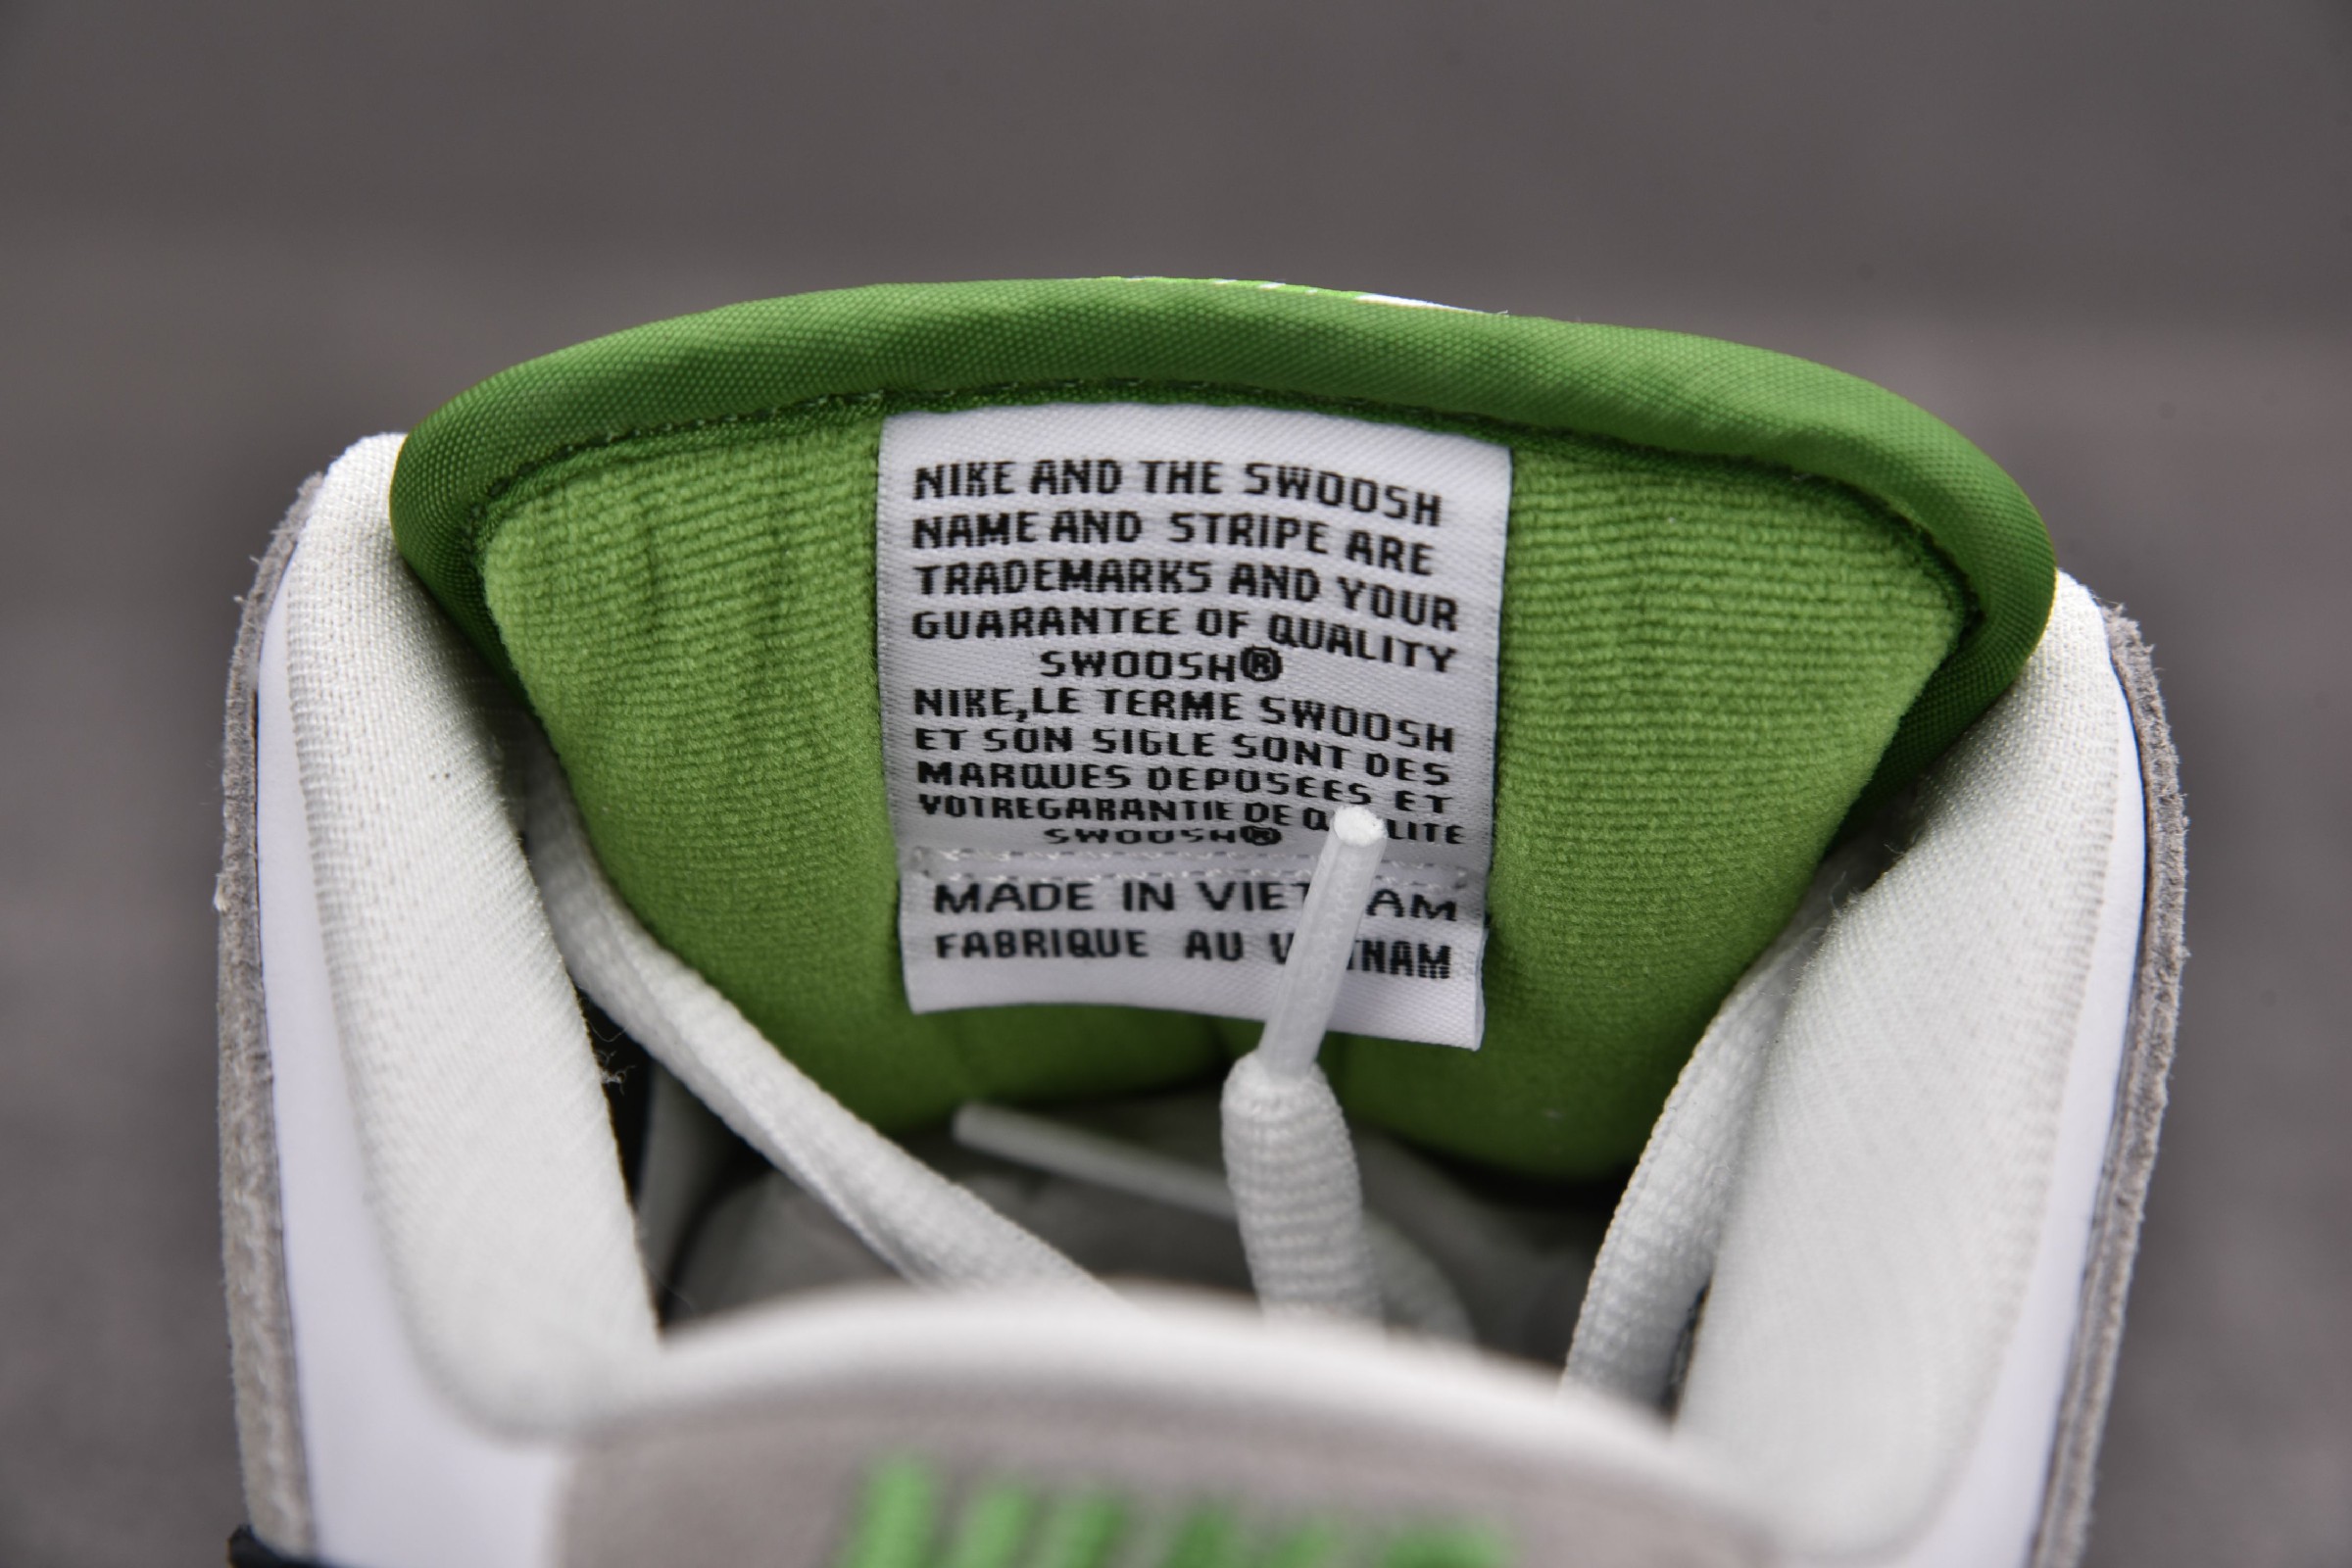 NIKE AND THE SWOOSH
NAME AND STRIPE ARE
TRADEMARKS AND YOUR
GUARANTEE OF QUALITY
SWOOSH®
NIKE,LE TERME SWOOSH
ET SON SIGLE SONT DES
MARQUES DEPOSEES ET
VOTREGARANTIE DE
SWOOSH®
MADE IN
FABRIQUE AU